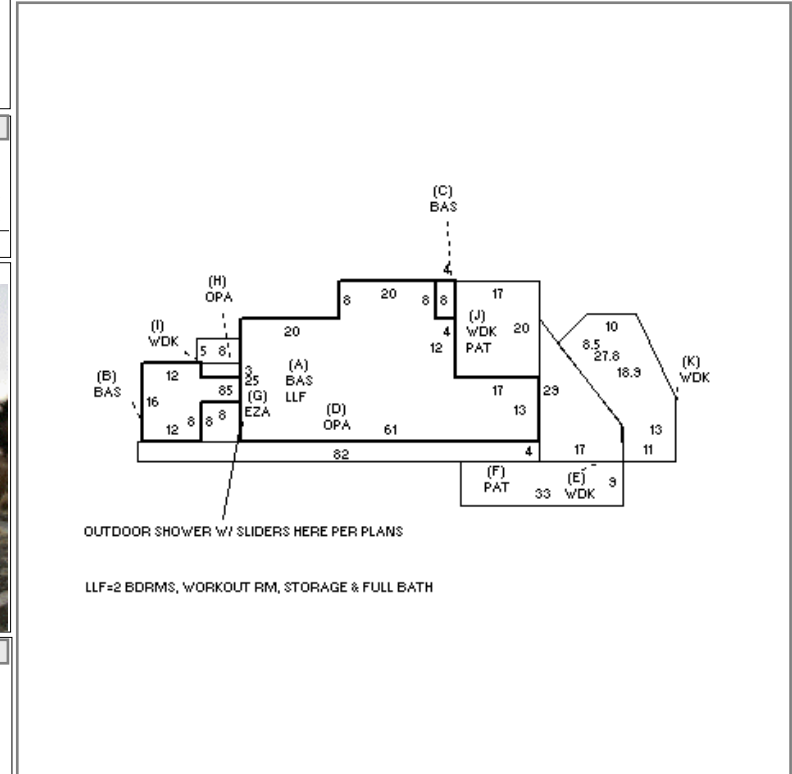 (C)
BAS
4
(H)
OPA
8
20
8
8
17
(I)
WDK
20
4
(J)
WDK
PAT
20
10
5
8
12
8.5
27.8
18.9
(K)
WDK
(B)
BAS
12
3
25
(A)
BAS
LLF
16
85
(G)
EZA
(D)
OPA
17
29
12
8
8
8
61
13
13
82
4
17
11
(F)
PAT
33
(E)
WDK
9
OUTDOOR SHOWER W/ SLIDERS HERE PER PLANS
LLF=2 BDRMS, WORKOUT RM, STORAGE & FULL BATH